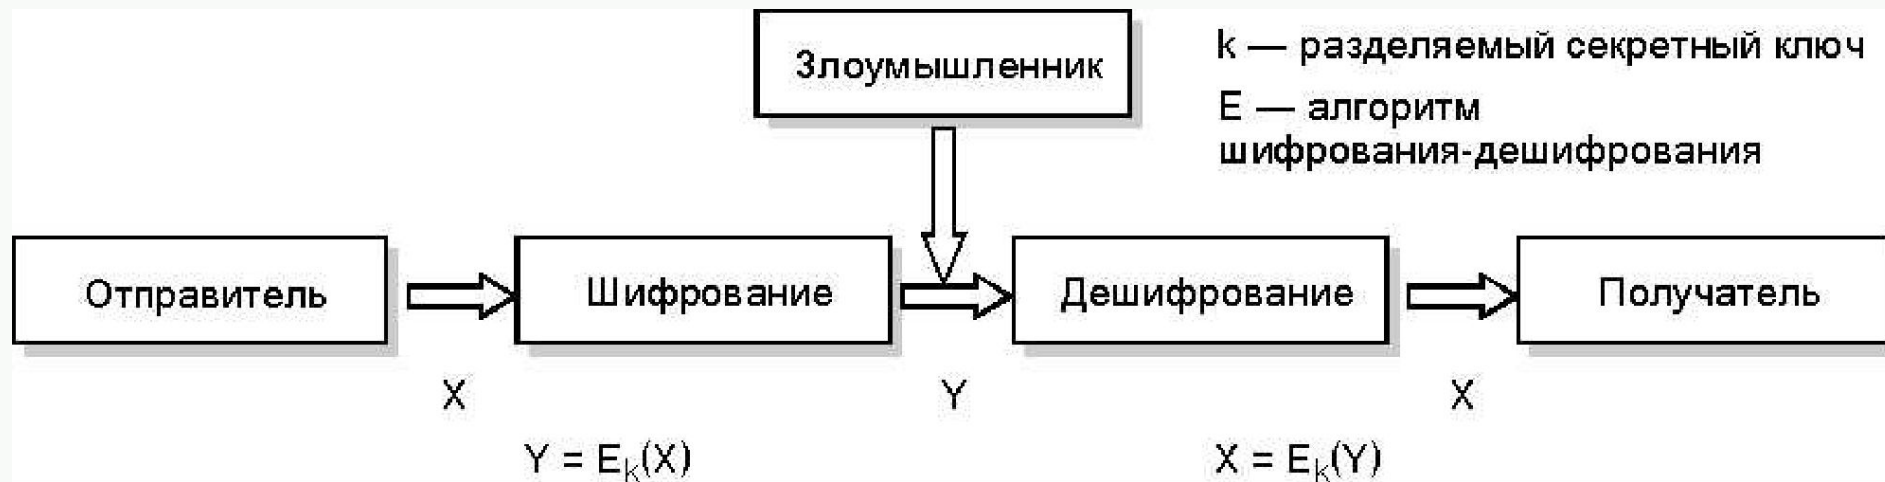 Злоумышленник
k — разделяемый секретный ключ
E — алгоритм
шифрования-дешифрования
Отправитель
Шифрование
Дешифрование
Получатель
X
Y
X
Y = Ek(X)
X = Ek(Y)